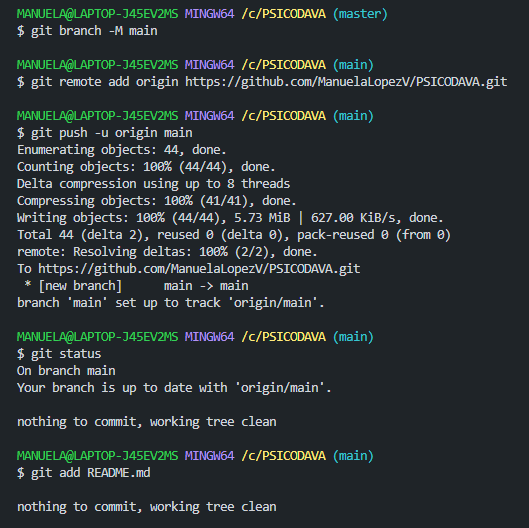 MANUELA@LAPTOP-J45EV2MS MINGW64 /c/PSICODAVA (master)
$ git branch -M main
MANUELA@LAPTOP-J45EV2MS MINGW64 /c/PSICODAVA (main)
$ git remote add origin https://github.com/ManuelaLopezV/PSICODAVA.git
MANUELA@LAPTOP-J45EV2MS MINGW64 /c/PSICODAVA (main)
$ git push -u origin main
Enumerating objects: 44, done.
Counting objects: 100% (44/44), done.
Delta compression using up to 8 threads
Compressing objects: 100% (41/41), done.
Writing objects: 100% (44/44), 5.73 MiB | 627.00 KiB/s, done.
Total 44 (delta 2), reused 0 (delta 0), pack-reused 0 (from 0)
remote: Resolving deltas: 100% (2/2), done.
To https://github.com/ManuelaLopezV/PSICODAVA.git
 * [new branch]      main -> main
branch 'main' set up to track 'origin/main'.
MANUELA@LAPTOP-J45EV2MS MINGW64 /c/PSICODAVA (main)
$ git status
On branch main
Your branch is up to date with 'origin/main'.
nothing to commit, working tree clean
MANUELA@LAPTOP-J45EV2MS MINGW64 /c/PSICODAVA (main)
$ git add README.md
nothing to commit, working tree clean